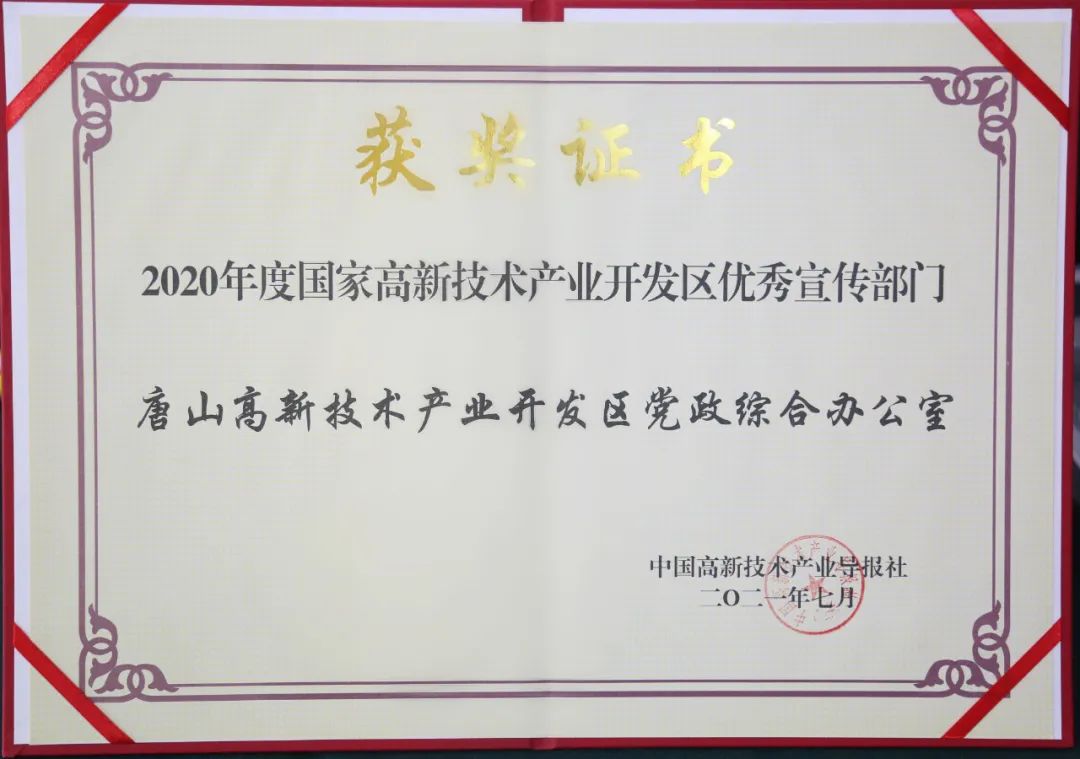 获奖证书
2020年度国家高新技术产业开发区优秀宣传部门
唐山高新技术产业开发区党政综合办公室
中国高新技术产业导报社
二〇二一年七月